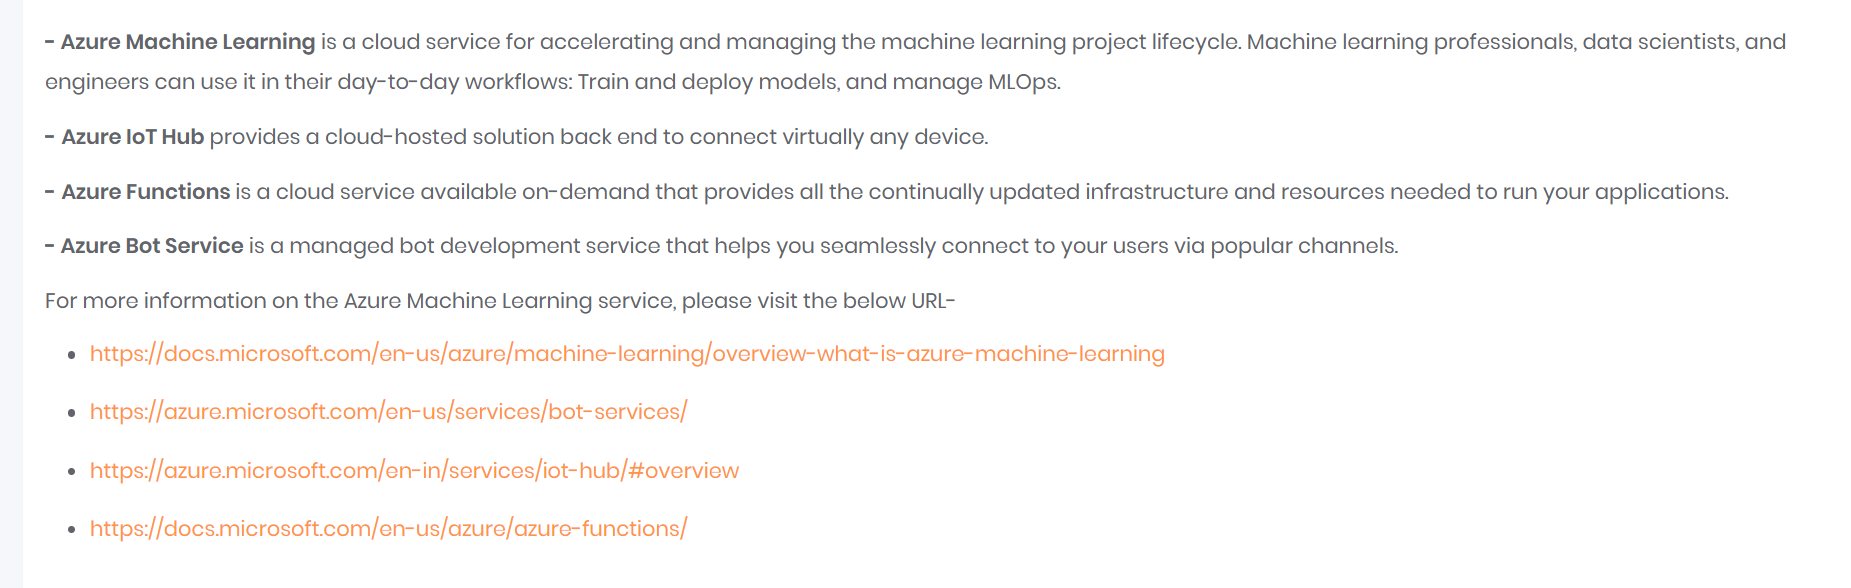 - Azure Machine Learning is a cloud service for accelerating and managing the machine learning project lifecycle. Machine learning professionals, data scientists, and
engineers can use it in their day-to-day workflows: Train and deploy models, and manage MLOps.
- Azure IoT Hub provides a cloud-hosted solution back end to connect virtually any device.
- Azure Functions is a cloud service available on-demand that provides all the continually updated infrastructure and resources needed to run your applications.
- Azure Bot Service is a managed bot development service that helps you seamlessly connect to your users via popular channels.
For more information on the Azure Machine Learning service, please visit the below URL-
• https://docs.microsoft.com/en-us/azure/machine-learning/overview-what-is-azure-machine-learning
• https://azure.microsoft.com/en-us/services/bot-services/
• https://azure.microsoft.com/en-in/services/iot-hub/#overview
• https://docs.microsoft.com/en-us/azure/azure-functions/